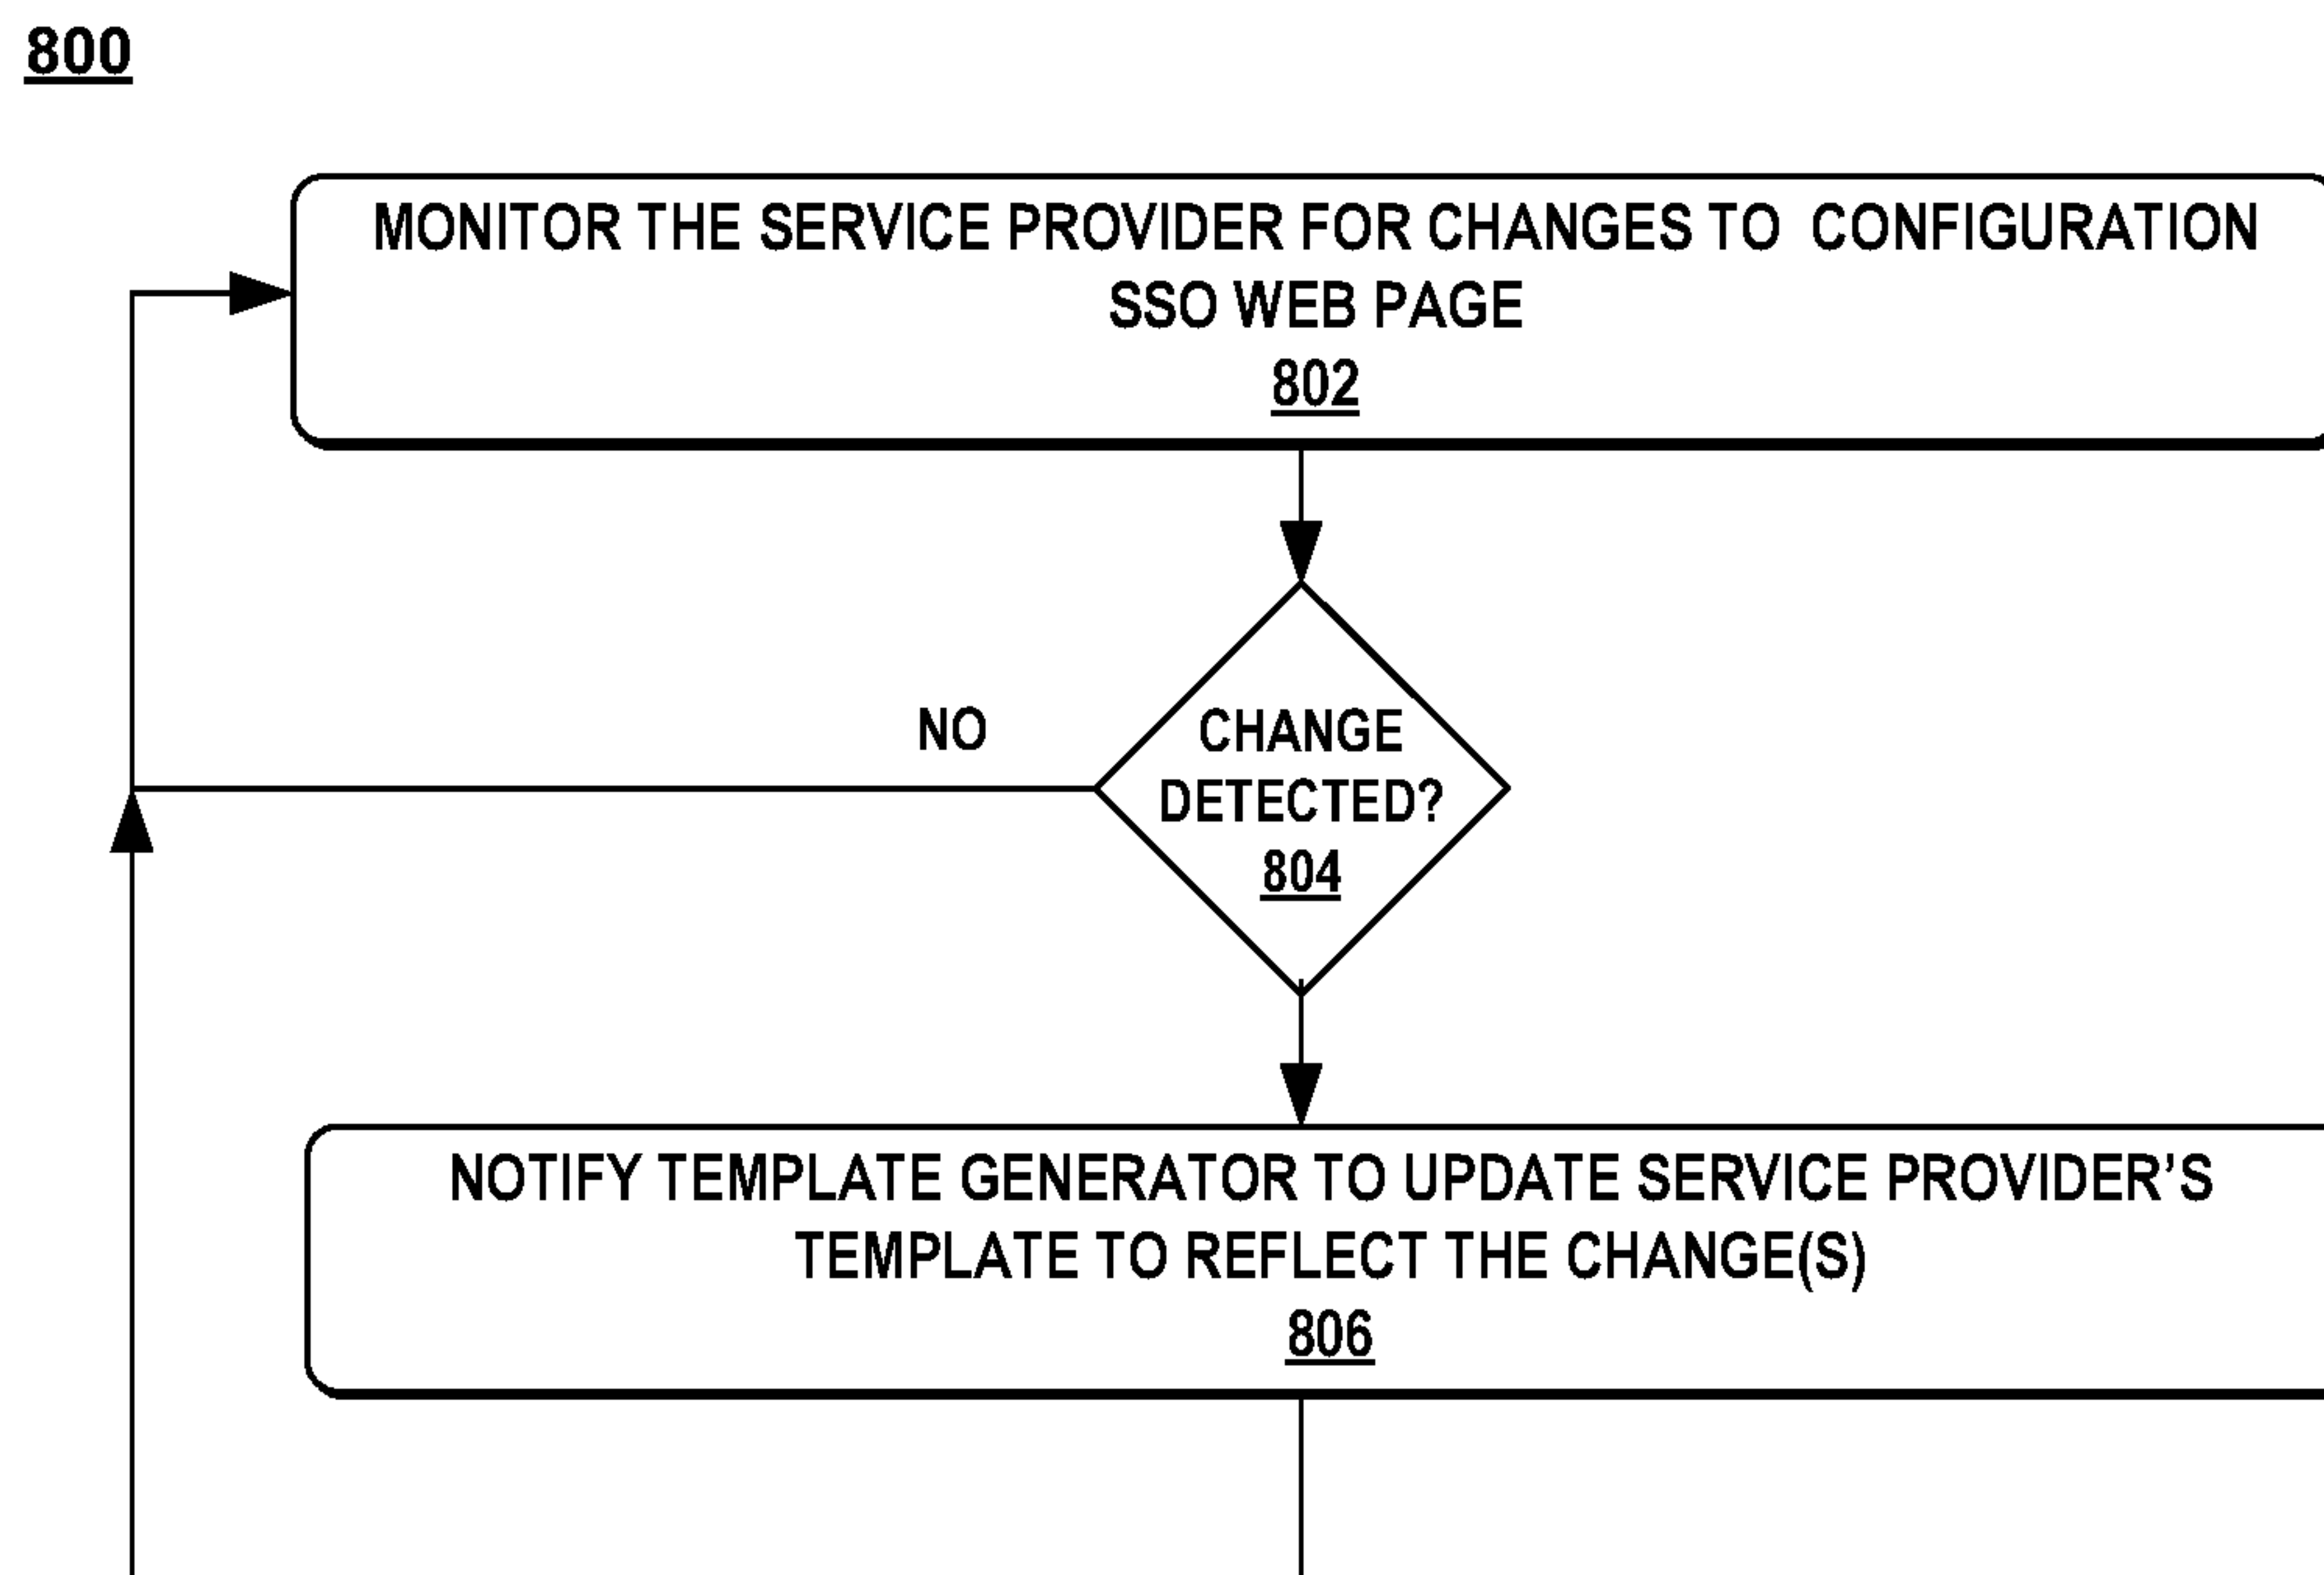 800
MONITOR THE SERVICE PROVIDER FOR CHANGES TO CONFIGURATION
SSO WEB PAGE
802
NO
CHANGE
DETECTED?
804
NOTIFY TEMPLATE GENERATOR TO UPDATE SERVICE PROVIDER’S
TEMPLATE TO REFLECT THE CHANGE(S)
806